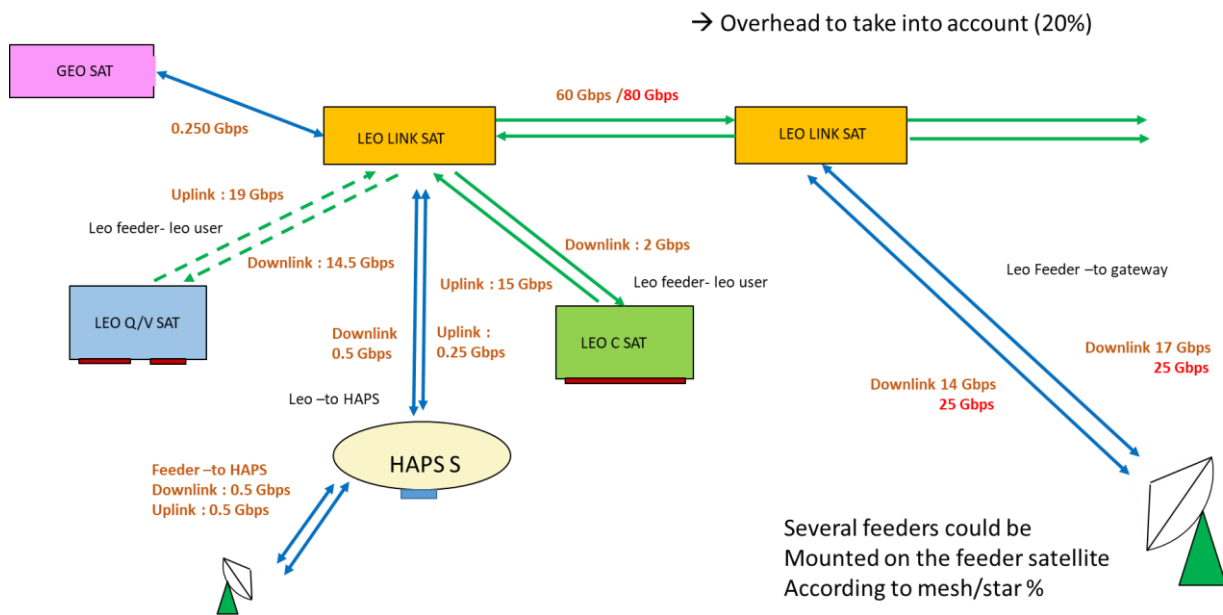 → Overhead to take into account (20%)
GEO SAT
0.250 Gbps
LEO LINK SAT
60 Gbps /80 Gbps
LEO LINK SAT
Uplink : 19 Gbps
Leo feeder- leo user
Downlink : 14.5Gbps
Downlink : 2 Gbps
Uplink : 15 Gbps
Leo feeder- leo user
Leo Feeder –to gateway
LEO Q/V SAT
Downlink
0.5 Gbps
Uplink :
0.25 Gbps
LEO C SAT
Downlink 17 Gbps
25 Gbps
Downlink 14 Gbps
25 Gbps
Leo –to HAPS
HAPS S
Feeder –to HAPS
Downlink : 0.5 Gbps
Uplink : 0.5 Gbps
Several feeders could be
Mounted on the feeder satellite
According to mesh/star %